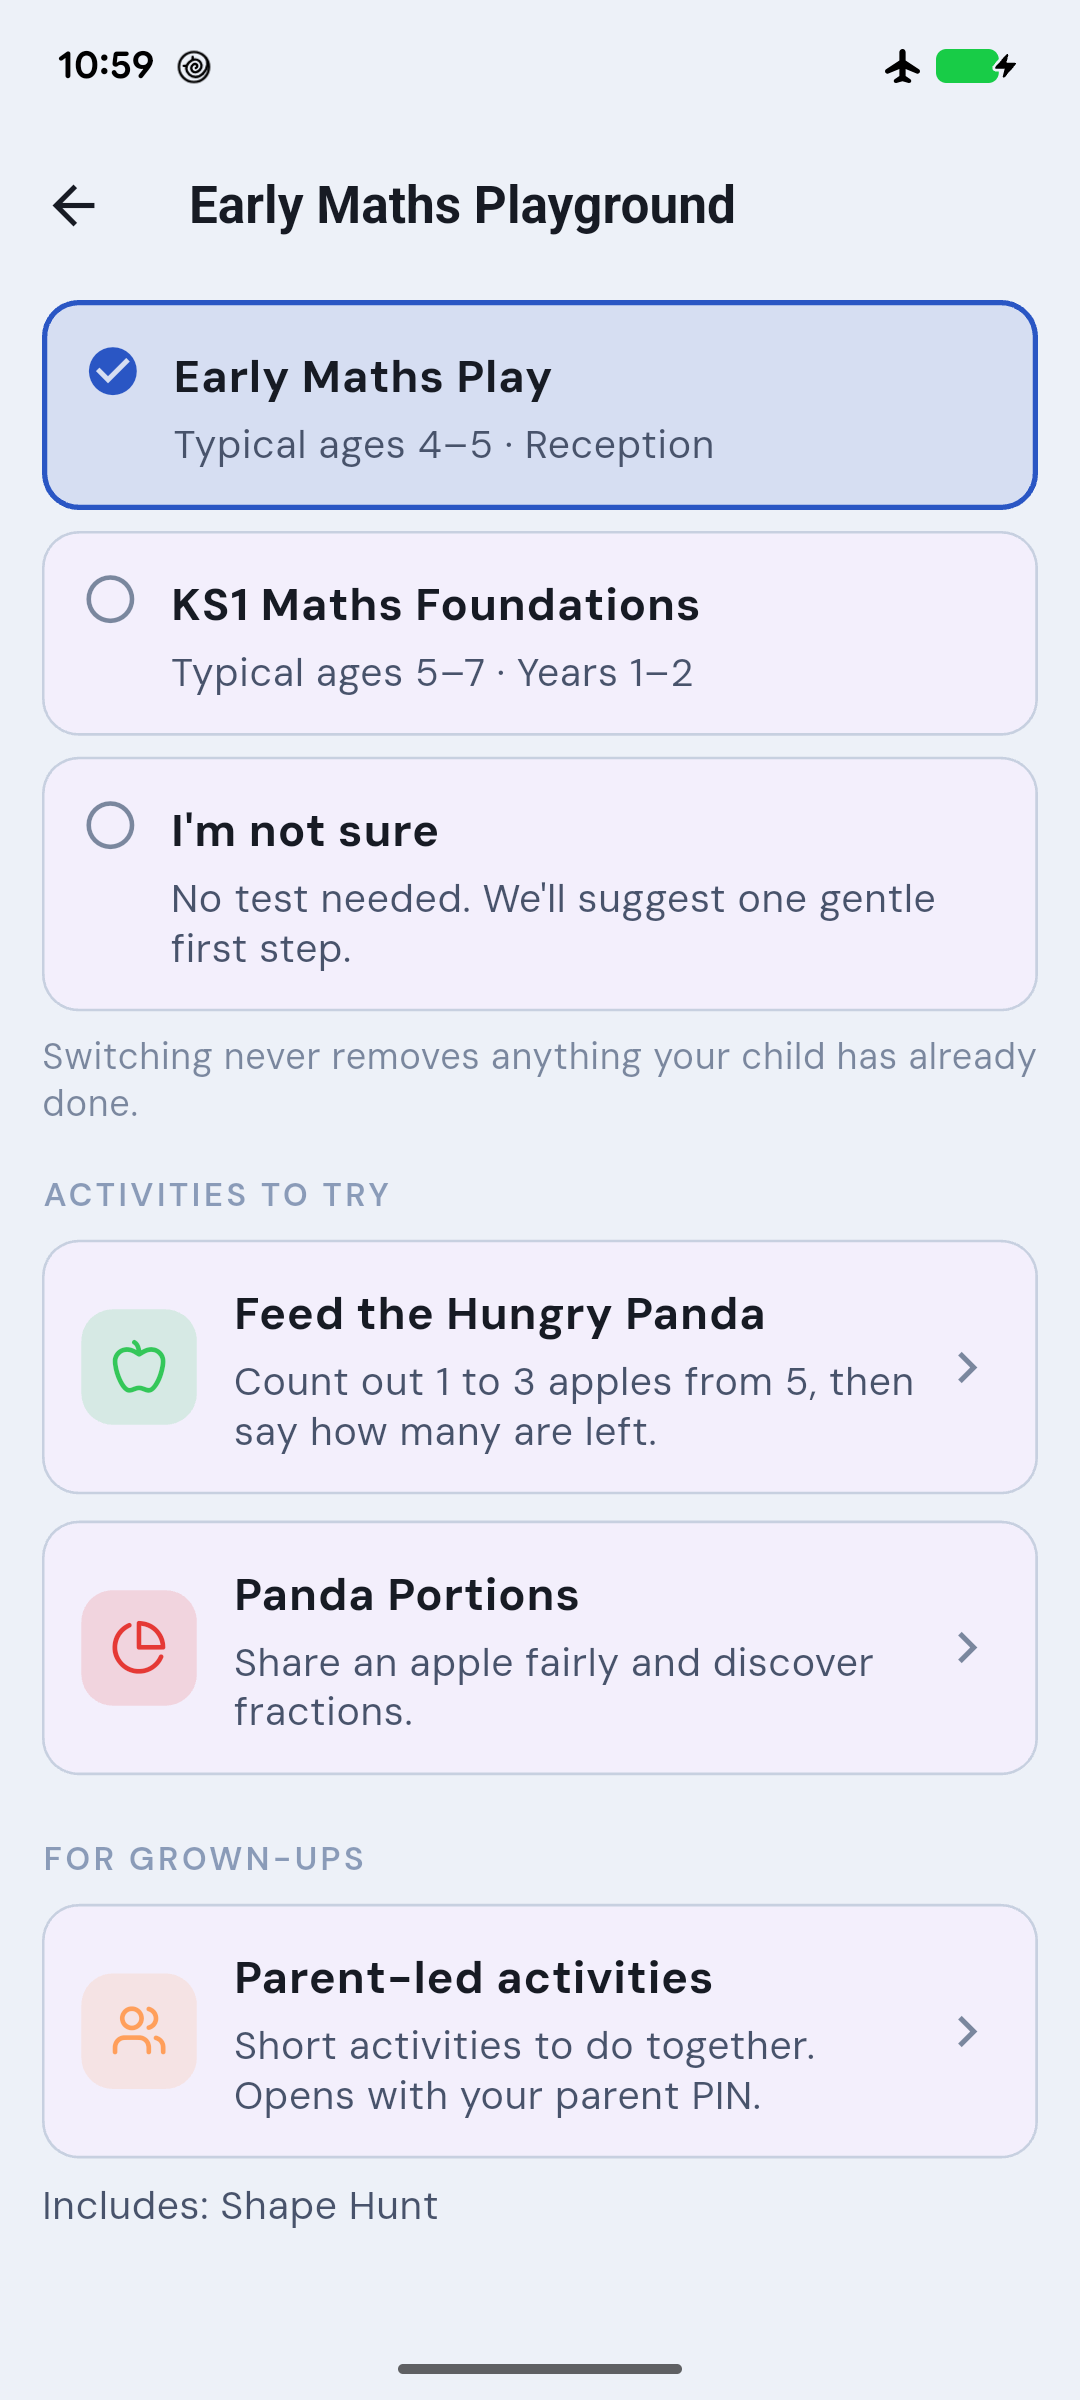 10:59
Early Maths Playground
Early Maths Play
Typical ages 4–5 · Reception
KS1 Maths Foundations
Typical ages 5–7 · Years 1–2
I'm not sure
No test needed. We'll suggest one gentle
first step.
Switching never removes anything your child has already
done.
ACTIVITIES TO TRY
Feed the Hungry Panda
Count out 1 to 3 apples from 5, then
say how many are left.
Panda Portions
Share an apple fairly and discover
fractions.
FOR GROWN-UPS
Parent-led activities
Short activities to do together.
Opens with your parent PIN.
Includes: Shape Hunt